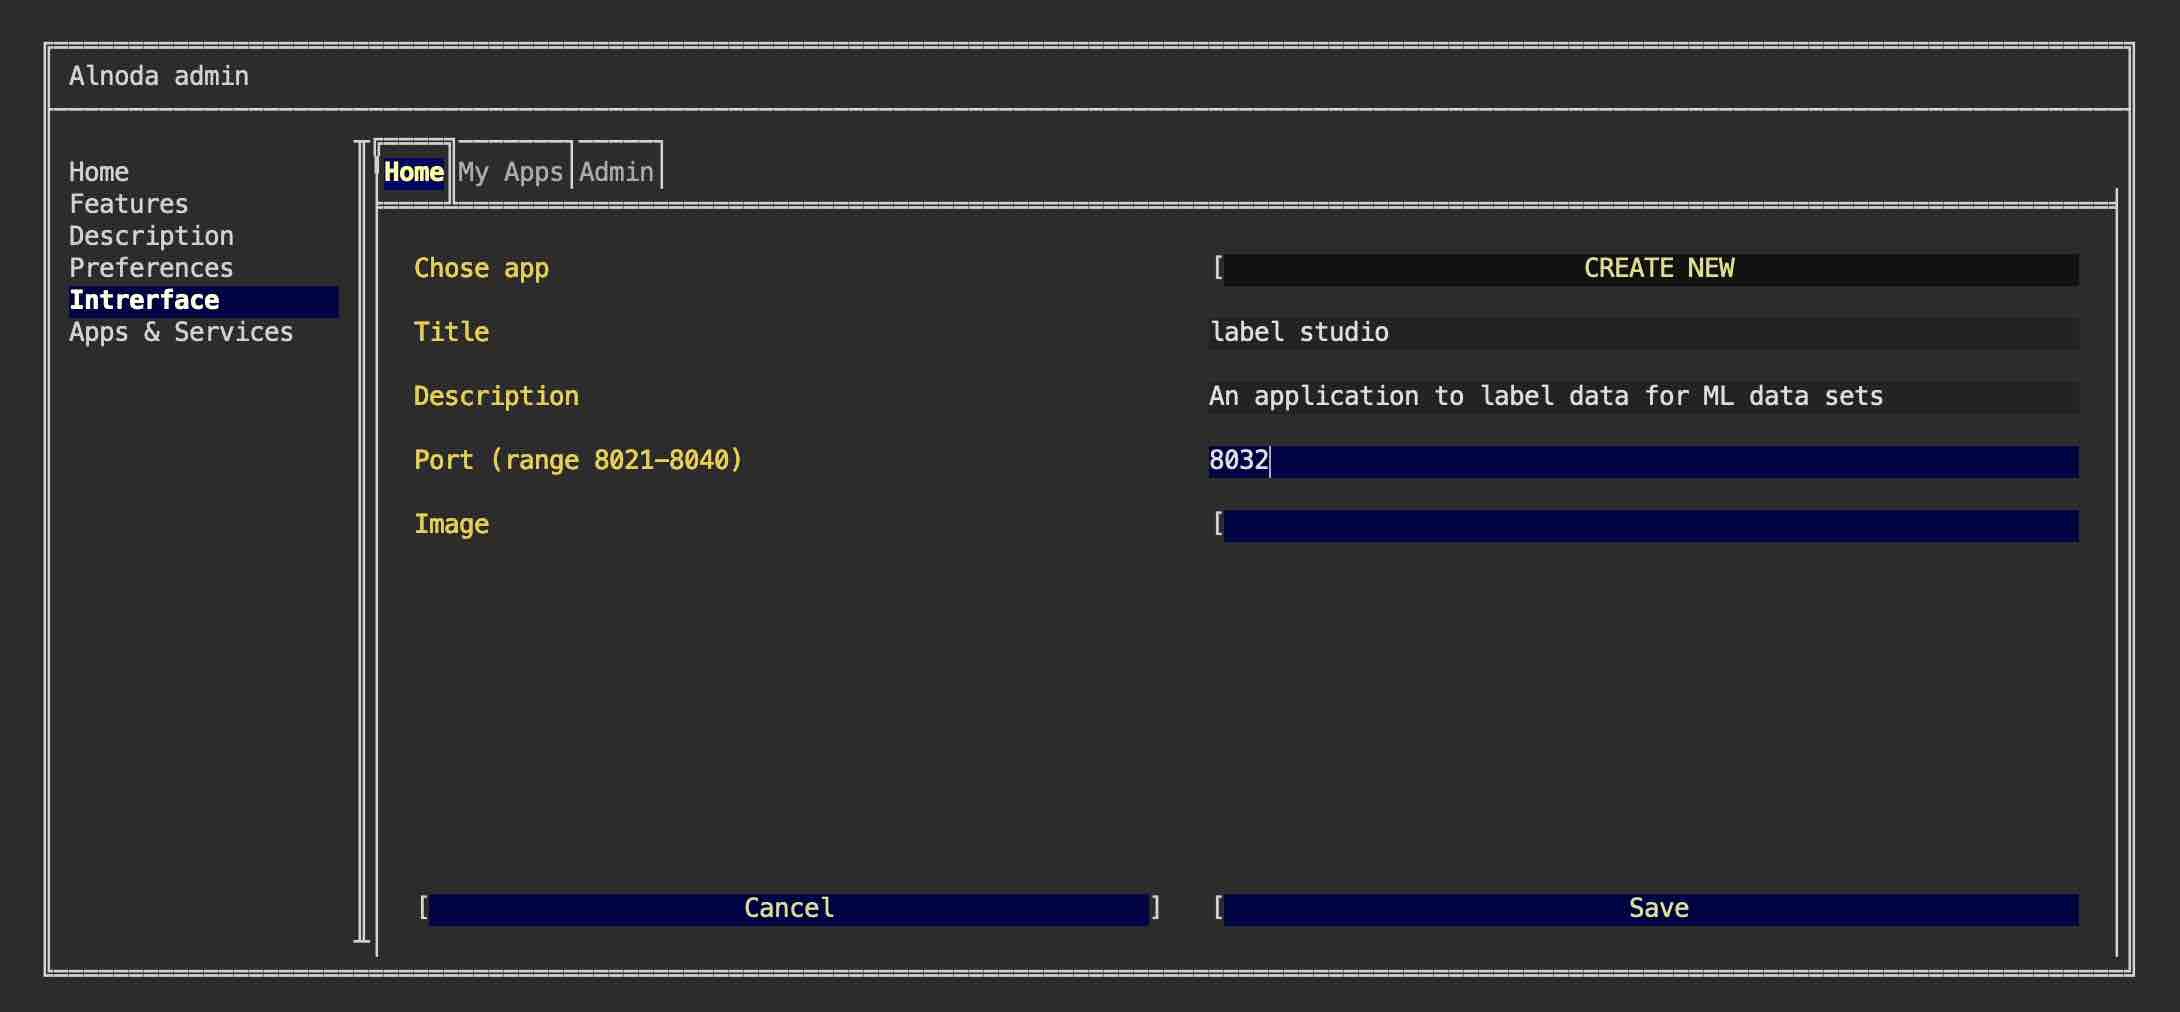 Alnoda admin
Home
Features
Description
Preferences
Intrerface
Apps & Services
Home My Apps Admin
Chose app [ CREATE NEW
Title label studio
Description An application to label data for ML data sets
Port (range 8021-8040) 8032
Image [
[ Cancel ] [ Save